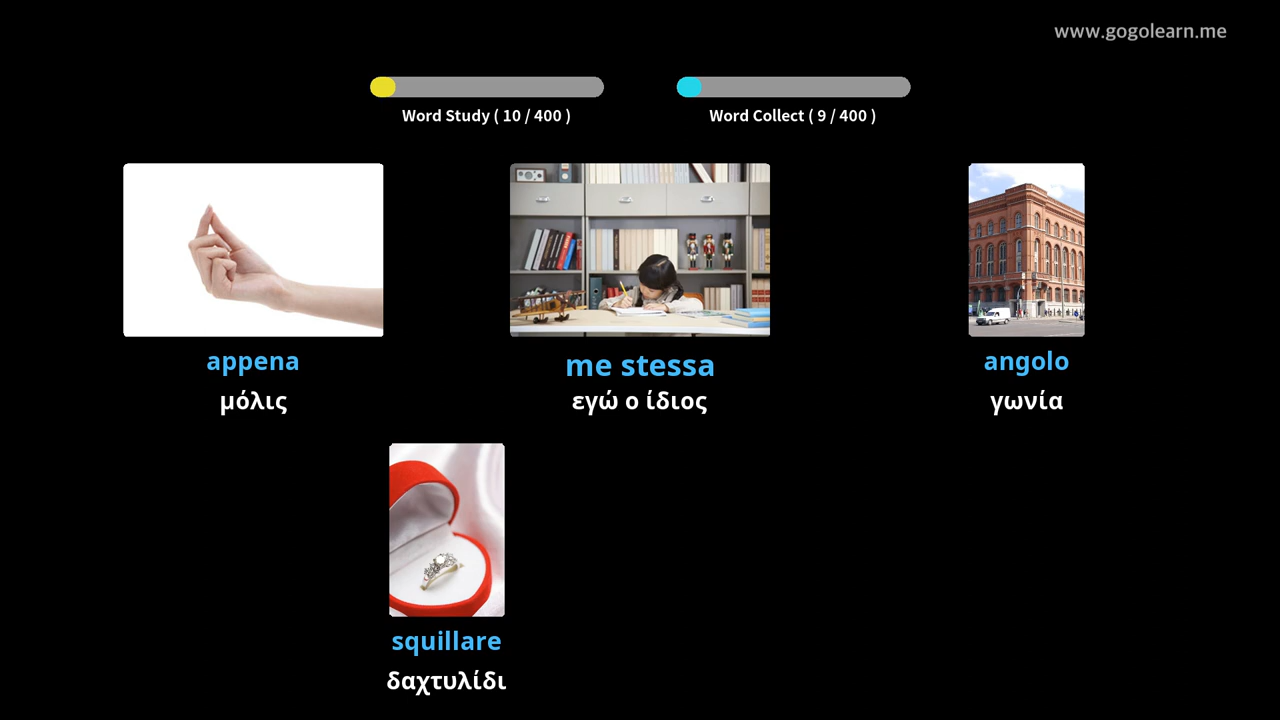 www.gogolearn.me
Word Study ( 10 / 400 )
Word Collect ( 9 / 400 )
appena
μόλις
me stessa
εγώ ο ίδιος
angolo
γωνία
squillare
δαχτυλίδι